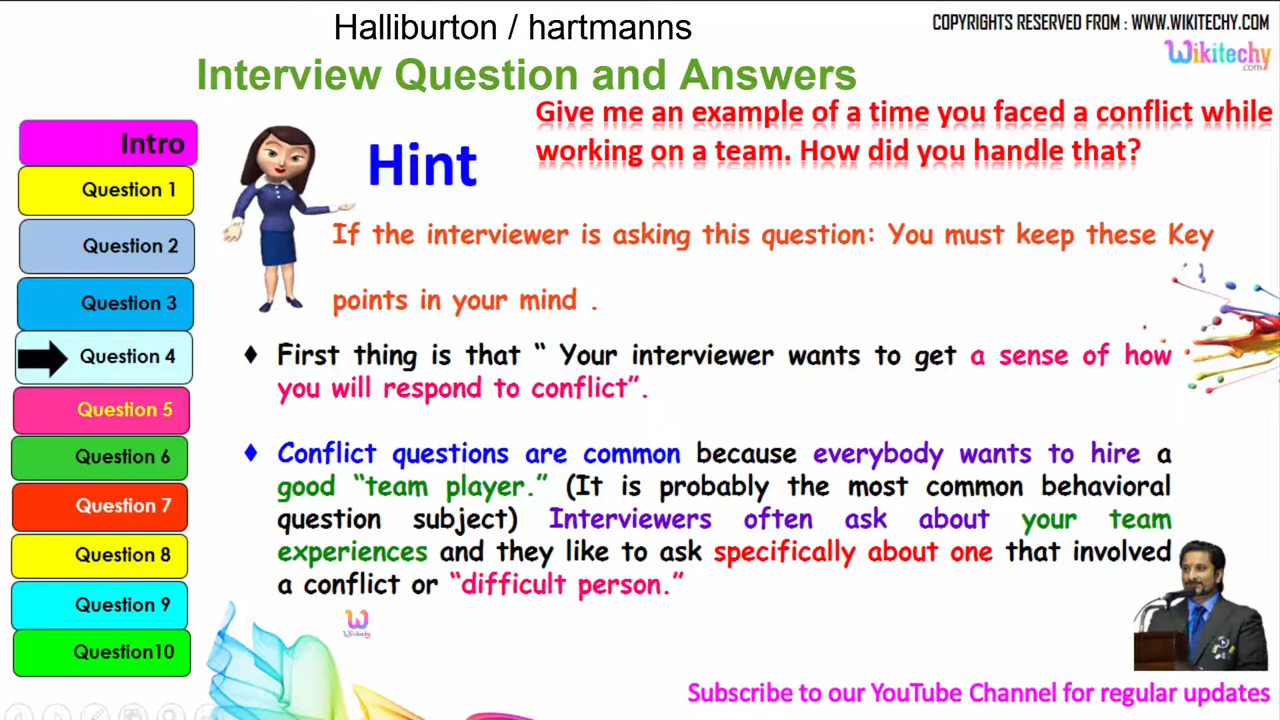 Halliburton / hartmanns
COPYRIGHTS RESERVED FROM : WWW.WIKITECHY.COM
Wikitechy
.com
Interview Question and Answers
Give me an example of a time you faced a conflict while
working on a team. How did you handle that?
Intro
Question 1
Question 2
Question 3
Question 4
Question 5
Question 6
Question 7
Question 8
Question 9
Question10
Hint
If the interviewer is asking this question: You must keep these Key
points in your mind .
♦ First thing is that “ Your interviewer wants to get a sense of how
you will respond to conflict”.
♦ Conflict questions are common because everybody wants to hire a
good “team player.” (It is probably the most common behavioral
question subject) Interviewers often ask about your team
experiences and they like to ask specifically about one that involved
a conflict or “difficult person.”
W
Wikitechy
Subscribe to our YouTube Channel for regular updates